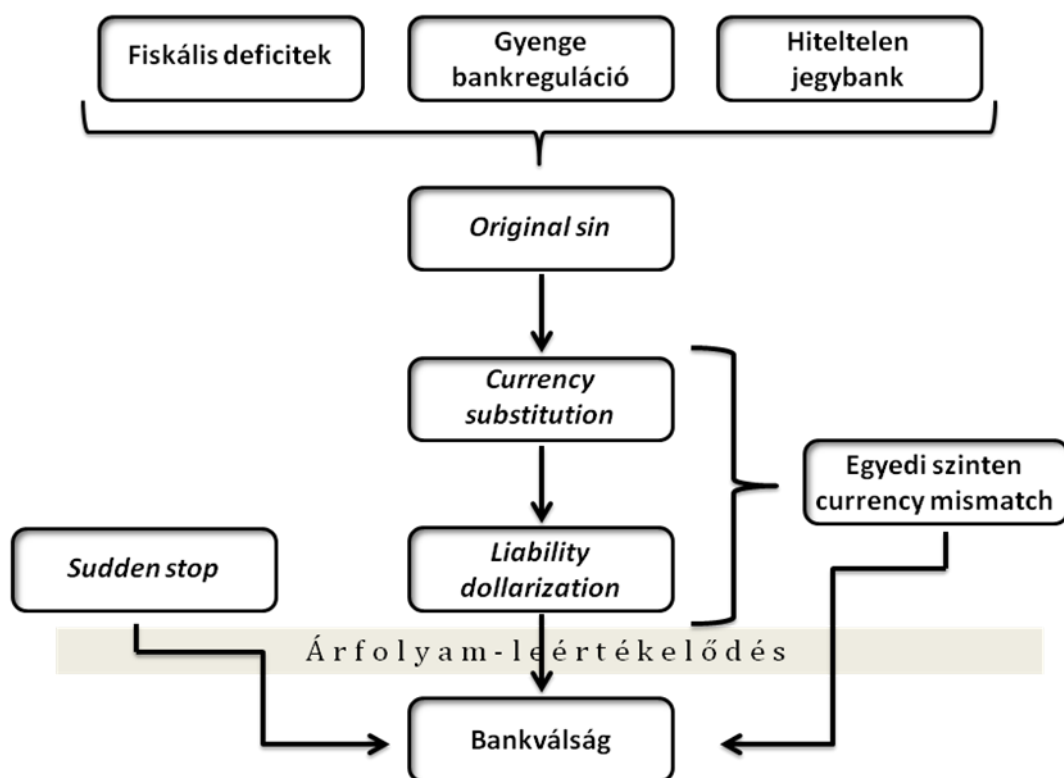 Fiskális deficitek
Gyenge
bankreguláció
Hiteltelen
jegybank
Original sin
Currency
substitution
Egyedi szinten
currency mismatch
Sudden stop
Liability
dollarization
Árfolyam-leértékelődés
Bankválság